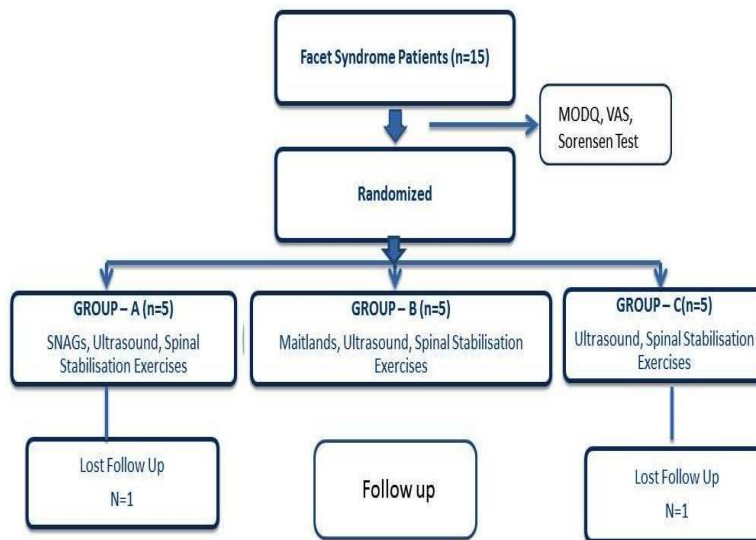 Facet Syndrome Patients (n=15)
MODQ, VAS,
Sorensen Test
Randomized
GROUP – A (n=5)
SNAGs, Ultrasound, Spinal
Stabilisation Exercises
GROUP – B (n=5)
Maitlands, Ultrasound, Spinal Stabilisation
Exercises
GROUP – C(n=5)
Ultrasound, Spinal Stabilisation
Exercises
Lost Follow Up
N=1
Follow up
Lost Follow Up
N=1